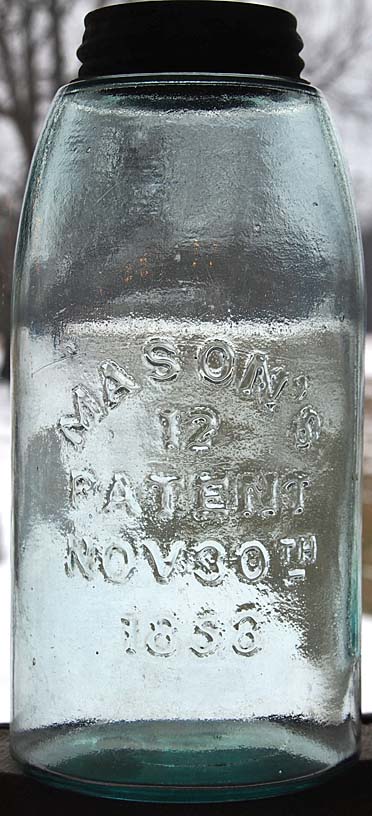 MASON'S
12
PATENT
NOV 30TH
1858